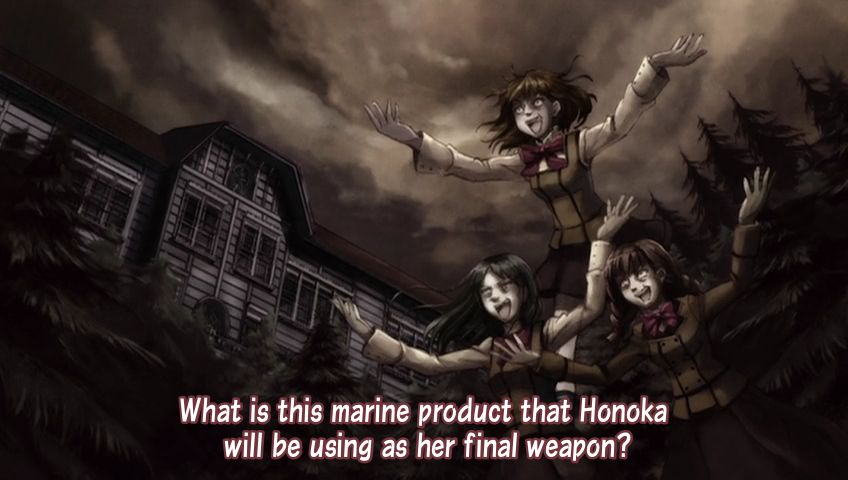 What is this marine product that Honoka
will be using as her final weapon?